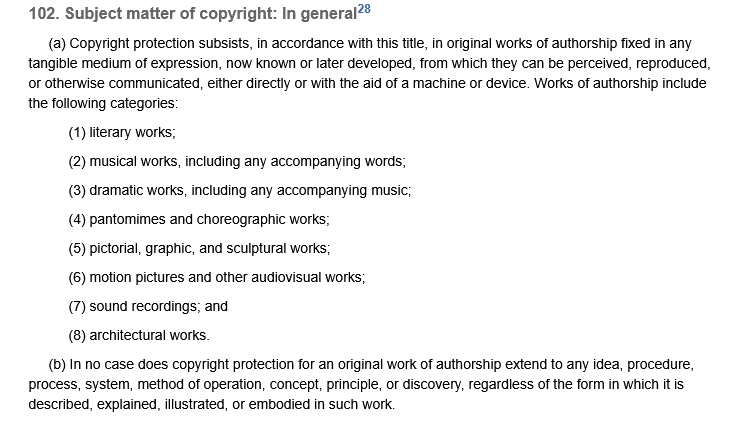 102. Subject matter of copyright: In general28
(a) Copyright protection subsists, in accordance with this title, in original works of authorship fixed in any
tangible medium of expression, now known or later developed, from which they can be perceived, reproduced,
or otherwise communicated, either directly or with the aid of a machine or device. Works of authorship include
the following categories:
(1) literary works;
(2) musical works, including any accompanying words;
(3) dramatic works, including any accompanying music;
(4) pantomimes and choreographic works;
(5) pictorial, graphic, and sculptural works;
(6) motion pictures and other audiovisual works;
(7) sound recordings; and
(8) architectural works.
(b) In no case does copyright protection for an original work of authorship extend to any idea, procedure,
process, system, method of operation, concept, principle, or discovery, regardless of the form in which it is
described, explained, illustrated, or embodied in such work.